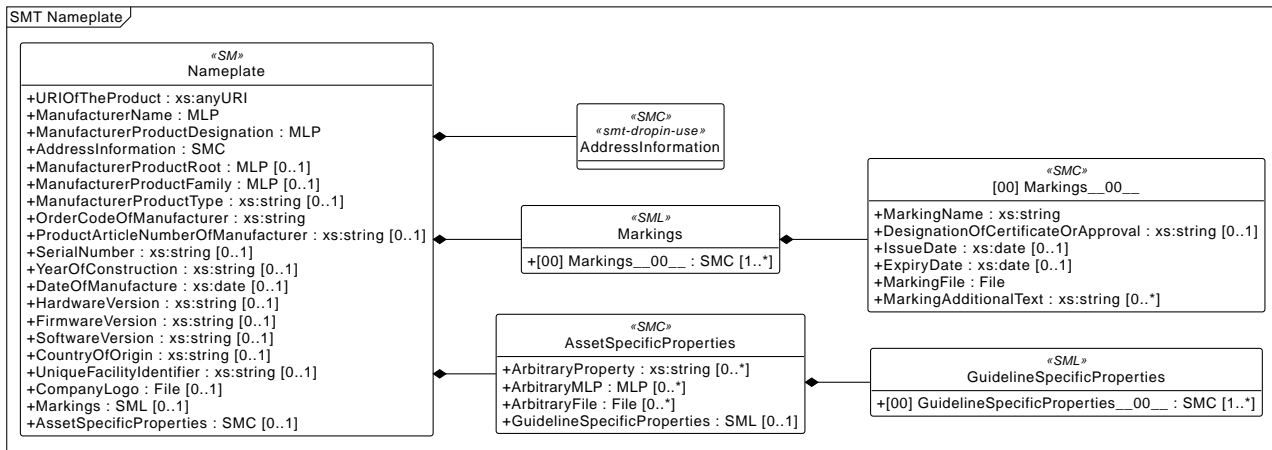 SMT Nameplate
«SM»
Nameplate
+URIOfTheProduct : xs:anyURI
+ManufacturerName : MLP
+ManufacturerProductDesignation : MLP
+AddressInformation : SMC
+ManufacturerProductRoot : MLP [0..1]
+ManufacturerProductFamily : MLP [0..1]
+ManufacturerProductType : xs:string [0..1]
+OrderCodeOfManufacturer : xs:string
+ProductArticleNumberOfManufacturer : xs:string [0..1]
+SerialNumber : xs:string [0..1]
+YearOfConstruction : xs:string [0..1]
+DateOfManufacture : xs:date [0..1]
+HardwareVersion : xs:string [0..1]
+FirmwareVersion : xs:string [0..1]
+SoftwareVersion : xs:string [0..1]
+CountryOfOrigin : xs:string [0..1]
+UniqueFacilityIdentifier : xs:string [0..1]
+CompanyLogo : File [0..1]
+Markings : SML [0..1]
+AssetSpecificProperties : SMC [0..1]
«SMC»
«smt-dropin-use»
AddressInformation
«SML»
Markings
+[00] Markings__00__ : SMC [1..*]
«SMC»
[00] Markings__00__
+MarkingName : xs:string
+DesignationOfCertificateOrApproval : xs:string [0..1]
+IssueDate : xs:date [0..1]
+ExpiryDate : xs:date [0..1]
+MarkingFile : File
+MarkingAdditionalText : xs:string [0..*]
«SMC»
AssetSpecificProperties
+ArbitraryProperty : xs:string [0..*]
+ArbitraryMLP : MLP [0..*]
+ArbitraryFile : File [0..*]
+GuidelineSpecificProperties : SML [0..1]
«SML»
GuidelineSpecificProperties
+[00] GuidelineSpecificProperties__00__ : SMC [1..*]